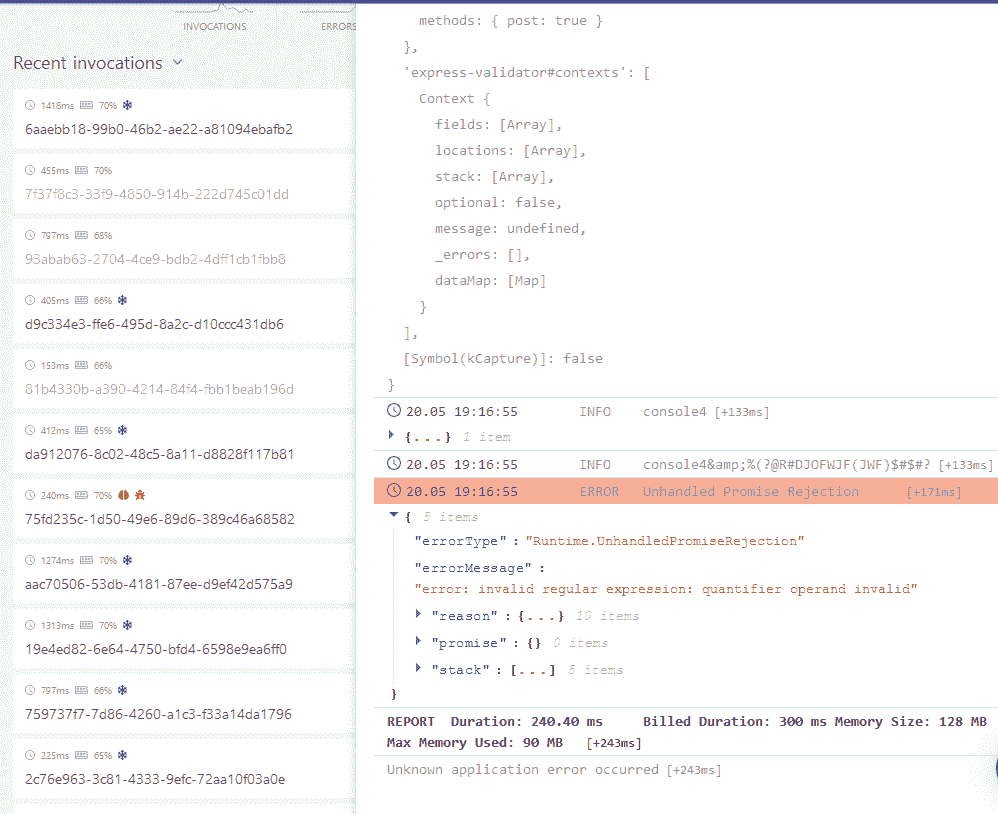 INVOCATIONS
ERRORS
Recent invocations
1418ms 70%
6aaebb18-99b0-46b2-ae22-a81094ebafb2
455ms 70%
7f37f8c3-33f9-4850-914b-222d745c01dd
797ms 68%
93abab63-2704-4ce9-bdb2-4dff1cb1fbb8
405ms 66%
d9c334e3-ffe6-495d-8a2c-d10ccc431db6
153ms 66%
81b4330b-a390-4214-84f4-fbb1beab196d
412ms 65%
da912076-8c02-48c5-8a11-d8828f117b81
240ms 70%
75fd235c-1d50-49e6-89d6-389c46a68582
1274ms 70%
aac70506-53db-4181-87ee-d9ef42d575a9
1313ms 70%
19e4ed82-6e64-4750-bfd4-6598e9ea6ff0
797ms 66%
759737f7-7d86-4260-a1c3-f33a14da1796
225ms 65%
2c76e963-3c81-4333-9efc-72aa10f03a0e
methods: { post: true }
},
'express-validator#contexts': [
Context {
fields: [Array],
locations: [Array],
stack: [Array],
optional: false,
message: undefined,
_errors: [],
dataMap: [Map]
}
],
[Symbol(kCapture)]: false
}
20.05 19:16:55 INFO console4 [+133ms]
{...} 1 item
20.05 19:16:55 INFO console4&amp;%(?@R#DJOFWJF(JWF)$#$#? [+133ms]
20.05 19:16:55 ERROR Unhandled Promise Rejection [+171ms]
{ 5 items
"errorType" : "Runtime.UnhandledPromiseRejection"
"errorMessage" :
"error: invalid regular expression: quantifier operand invalid"
"reason" : {...} 10 items
"promise" : {} 0 items
"stack" : [...] 5 items
}
REPORT Duration: 240.40 ms Billed Duration: 300 ms Memory Size: 128 MB
Max Memory Used: 90 MB [+243ms]
Unknown application error occurred [+243ms]